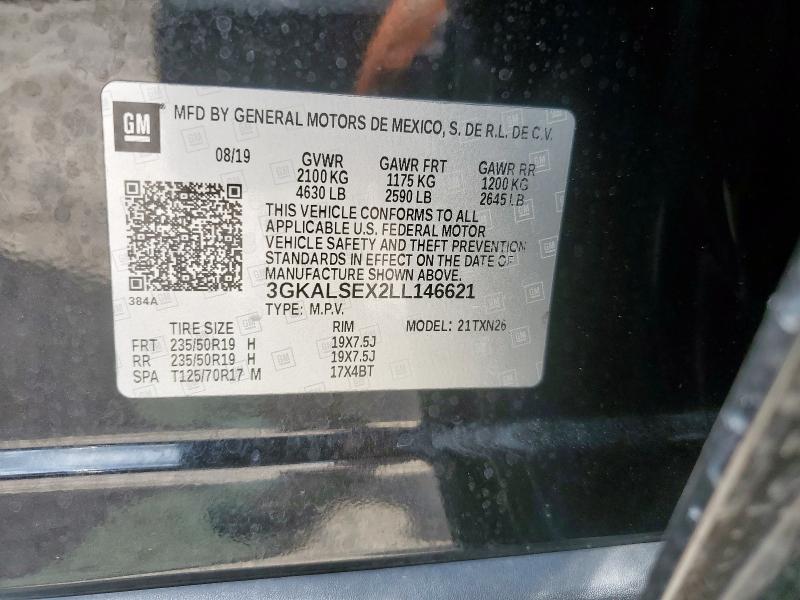 GM ® MFD BY GENERAL MOTORS DE MEXICO, S. DE R.L. DE C.V.
08/19 GVWR GAWR FRT GAWR RR
2100 KG 1175 KG 1200 KG
4630 LB 2590 LB 2645 LB
THIS VEHICLE CONFORMS TO ALL
APPLICABLE U.S. FEDERAL MOTOR
VEHICLE SAFETY AND THEFT PREVENTION
STANDARDS IN EFFECT ON THE DATE OF
MANUFACTURE SHOWN ABOVE.
384A
3GKALSEX2LL146621
TYPE: M.P.V. MODEL: 21TXN26
TIRE SIZE RIM
FRT 235/50R19 H 19X7.5J
RR 235/50R19 H 19X7.5J
SPA T125/70R17 M 17X4BT